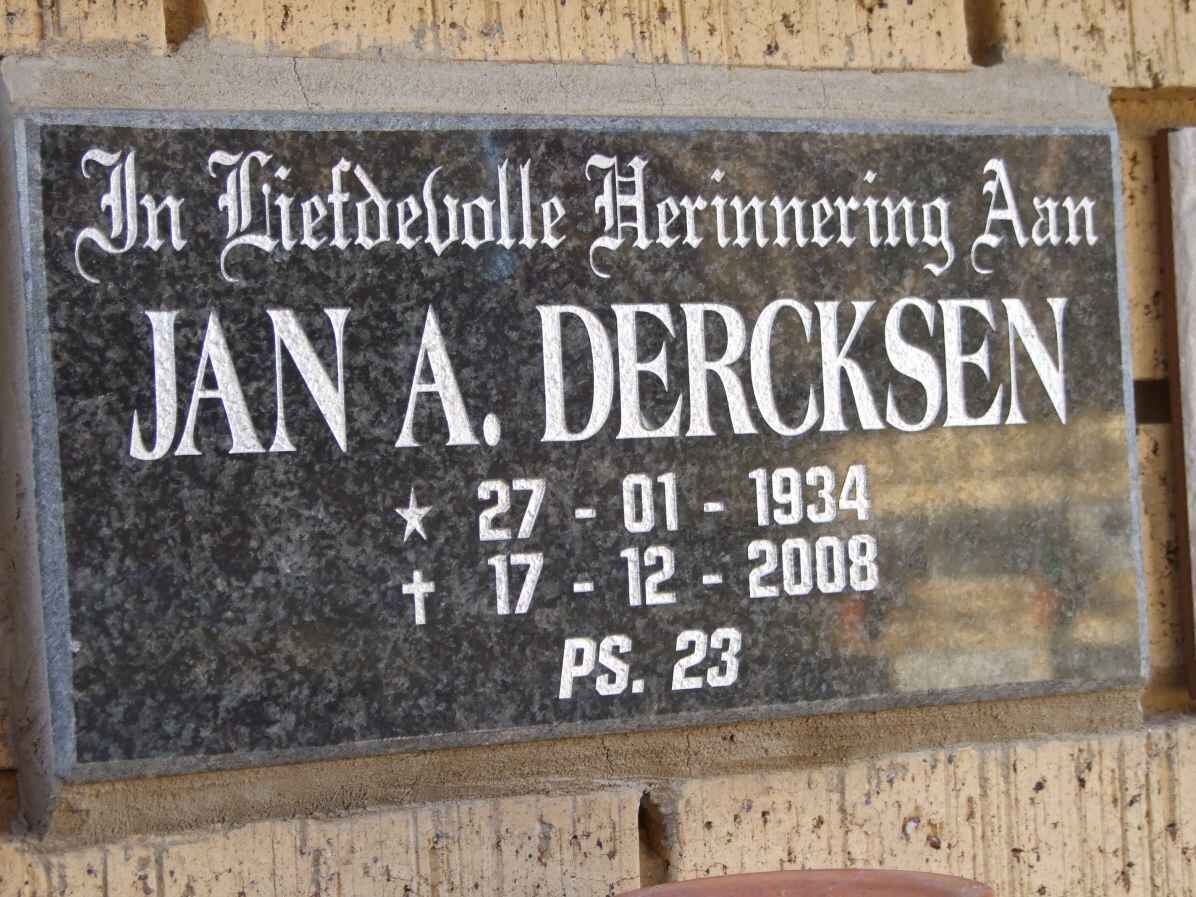 In Liefdevolle Herinnering Aan
JAN A. DERCKSEN
27 - 01 - 1934
17 - 12 - 2008
PS. 23